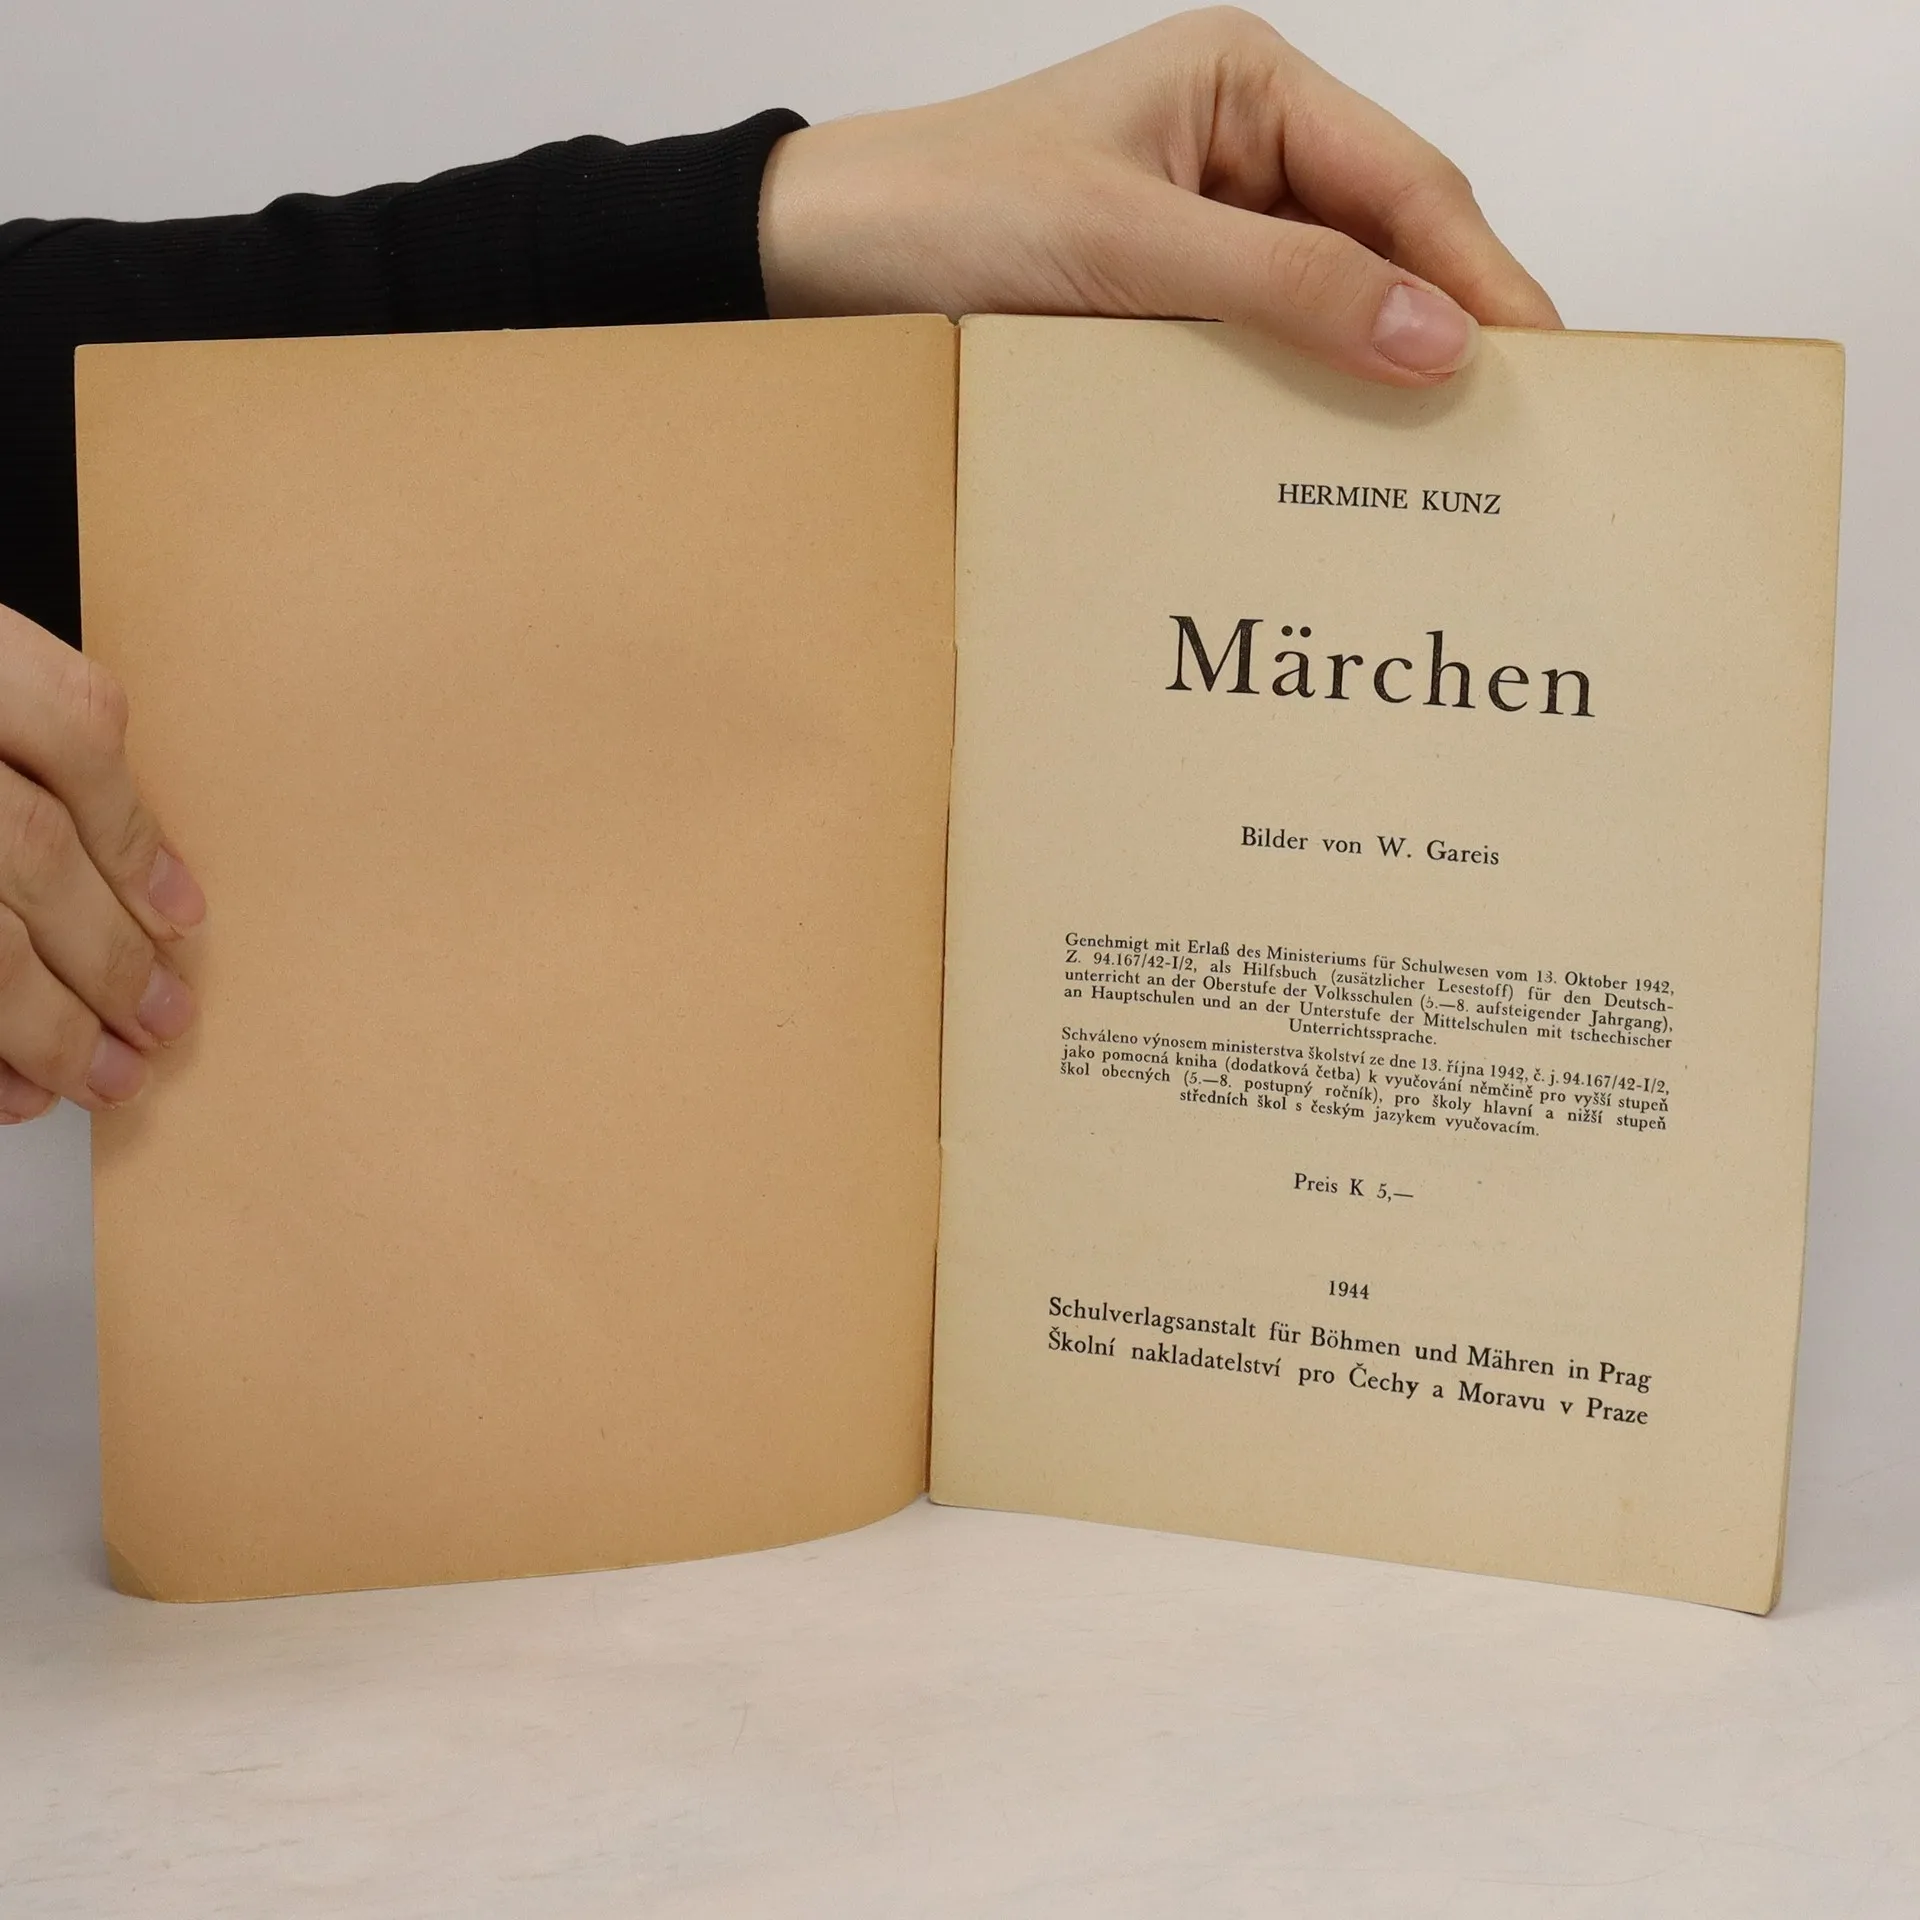 HERMINE KUNZ
Märchen
Bilder von W. Gareis
Genehmigt mit Erlaß des Ministeriums für Schulwesen vom 13. Oktober 1942,
Z. 94.167/42-I/2, als Hilfsbuch (zusätzlicher Lesestoff) für den Deutsch-
unterricht an der Oberstufe der Volksschulen (5.—8. aufsteigender Jahrgang),
an Hauptschulen und an der Unterstufe der Mittelschulen mit tschechischer
Unterrichtssprache.
Schváleno výnosem ministerstva školství ze dne 13. října 1942, č. j. 94.167/42-I/2,
jako pomocná kniha (dodatková četba) k vyučování němčině pro vyšší stupeň
škol obecných (5.—8. postupný ročník), pro školy hlavní a nižší stupeň
středních škol s českým jazykem vyučovacím.
Preis K 5,—
1944
Schulverlagsanstalt für Böhmen und Mähren in Prag
Školní nakladatelství pro Čechy a Moravu v Praze